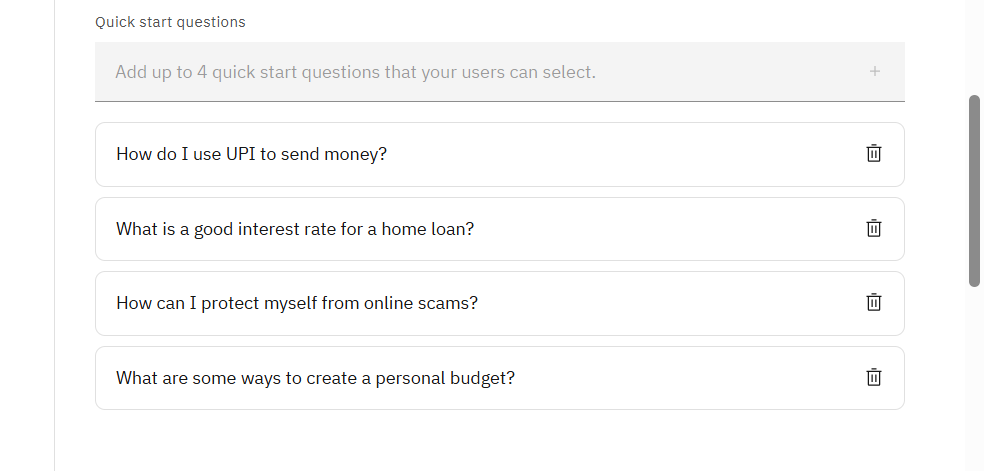 Quick start questions
Add up to 4 quick start questions that your users can select.
How do I use UPI to send money?
What is a good interest rate for a home loan?
How can I protect myself from online scams?
What are some ways to create a personal budget?